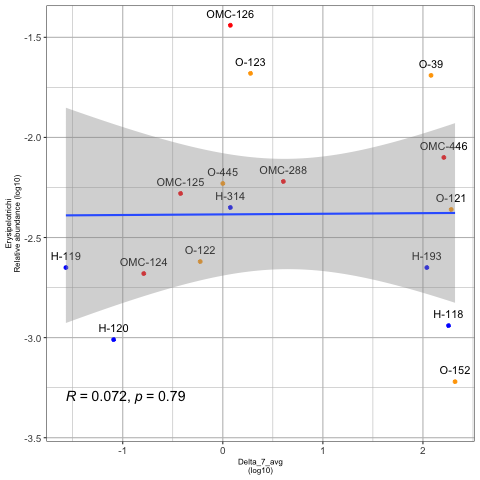 OMC-126
-1.5
O-123
O-39
-2.0
OMC-446
O-445
OMC-288
OMC-125
H-314
O-121
Erysipelotrichi
Relative abundance (log10)
-2.5
H-119
O-122
H-193
OMC-124
H-118
H-120
-3.0
O-152
R = 0.072, p = 0.79
-3.5
-1 0 1 2
Delta_7_avg
(log10)